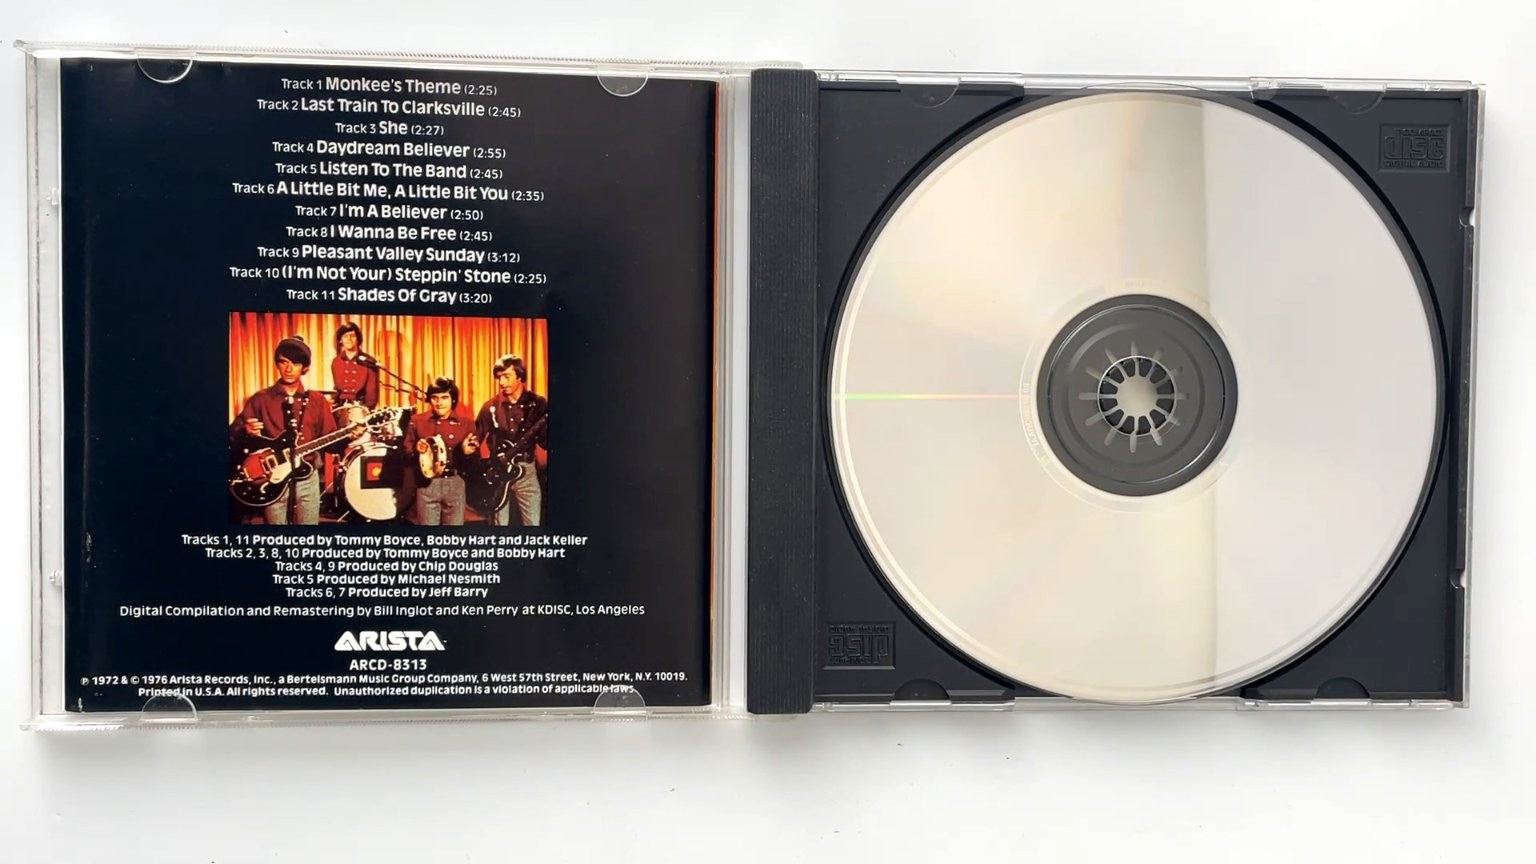 Track 1 Monkee's Theme (2:25)
Track 2 Last Train To Clarksville (2:45)
Track 3 She (2:27)
Track 4 Daydream Believer (2:55)
Track 5 Listen To The Band (2:45)
Track 6 A Little Bit Me, A Little Bit You (2:35)
Track 7 I'm A Believer (2:50)
Track 8 I Wanna Be Free (2:45)
Track 9 Pleasant Valley Sunday (3:12)
Track 10 (I'm Not Your) Steppin' Stone (2:25)
Track 11 Shades Of Gray (3:20)
Tracks 1, 11 Produced by Tommy Boyce, Bobby Hart and Jack Keller
Tracks 2, 3, 8, 10 Produced by Tommy Boyce and Bobby Hart
Tracks 4, 9 Produced by Chip Douglas
Track 5 Produced by Michael Nesmith
Tracks 6, 7 Produced by Jeff Barry
Digital Compilation and Remastering by Bill Inglot and Ken Perry at KDISC, Los Angeles
ARISTA
ARCD-8313
℗ 1972 & © 1976 Arista Records, Inc., a Bertelsmann Music Group Company, 6 West 57th Street, New York, N.Y. 10019.
Printed in U.S.A. All rights reserved. Unauthorized duplication is a violation of applicable laws
COMPACT
DISC
DIGITAL AUDIO
COMPACT
DISC
DIGITAL AUDIO